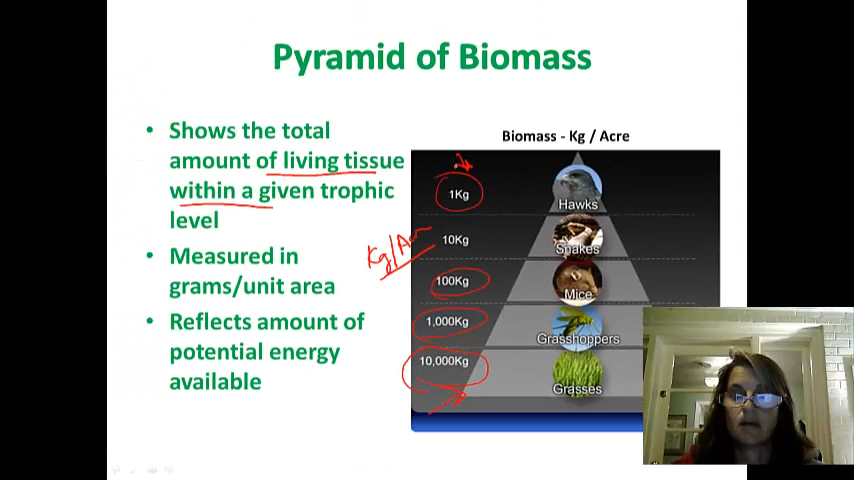 Pyramid of Biomass
• Shows the total
amount of living tissue
within a given trophic
level
• Measured in
grams/unit area
• Reflects amount of
potential energy
available
Biomass - Kg / Acre
1Kg
Hawks
10Kg
Snakes
Kg/Acre
100Kg
Mice
1,000Kg
Grasshoppers
10,000Kg
Grasses